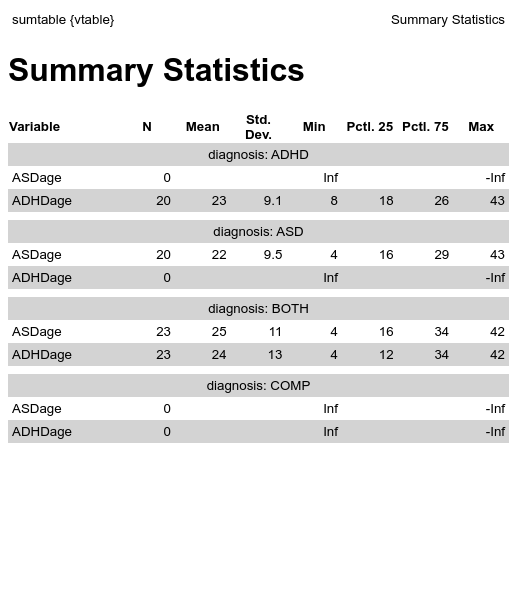 sumtable {vtable} Summary Statistics
Summary Statistics
Variable N Mean Std. Dev. Min Pctl. 25 Pctl. 75 Max
diagnosis: ADHD
ASDage 0 Inf -Inf
ADHDage 20 23 9.1 8 18 26 43
diagnosis: ASD
ASDage 20 22 9.5 4 16 29 43
ADHDage 0 Inf -Inf
diagnosis: BOTH
ASDage 23 25 11 4 16 34 42
ADHDage 23 24 13 4 12 34 42
diagnosis: COMP
ASDage 0 Inf -Inf
ADHDage 0 Inf -Inf